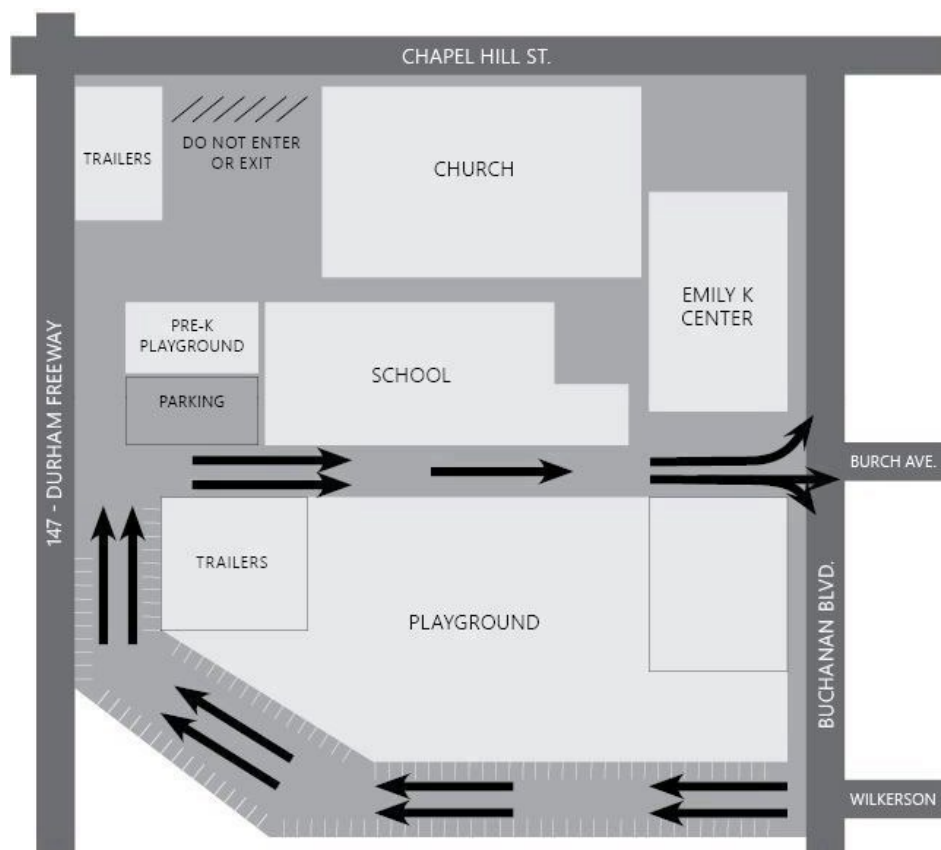 CHAPEL HILL ST.
TRAILERS
DO NOT ENTER
OR EXIT
CHURCH
EMILY K
CENTER
PRE-K
PLAYGROUND
SCHOOL
PARKING
147 - DURHAM FREEWAY
BURCH AVE.
TRAILERS
PLAYGROUND
BUCHANAN BLVD.
WILKERSON